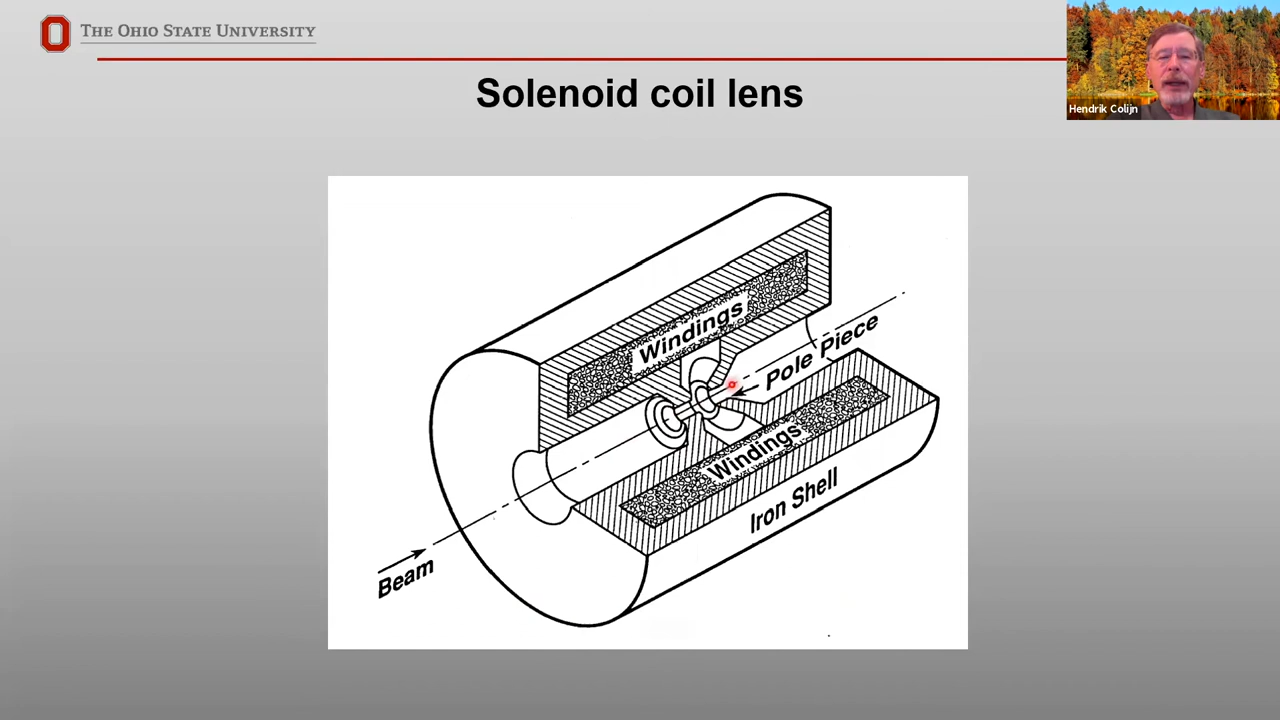 THE OHIO STATE UNIVERSITY
Hendrik Colijn
Solenoid coil lens
Windings
Pole Piece
Windings
Iron Shell
Beam